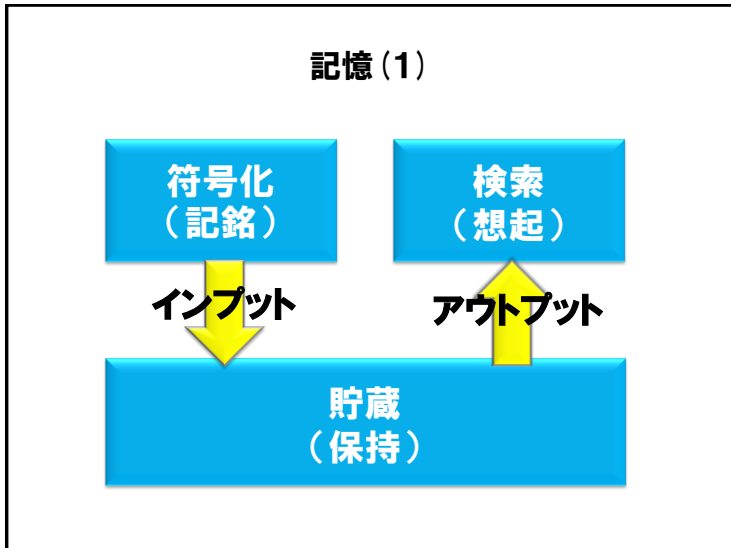 記憶（1）
符号化
（記銘）
検索
（想起）
インプット
アウトプット
貯蔵
（保持）